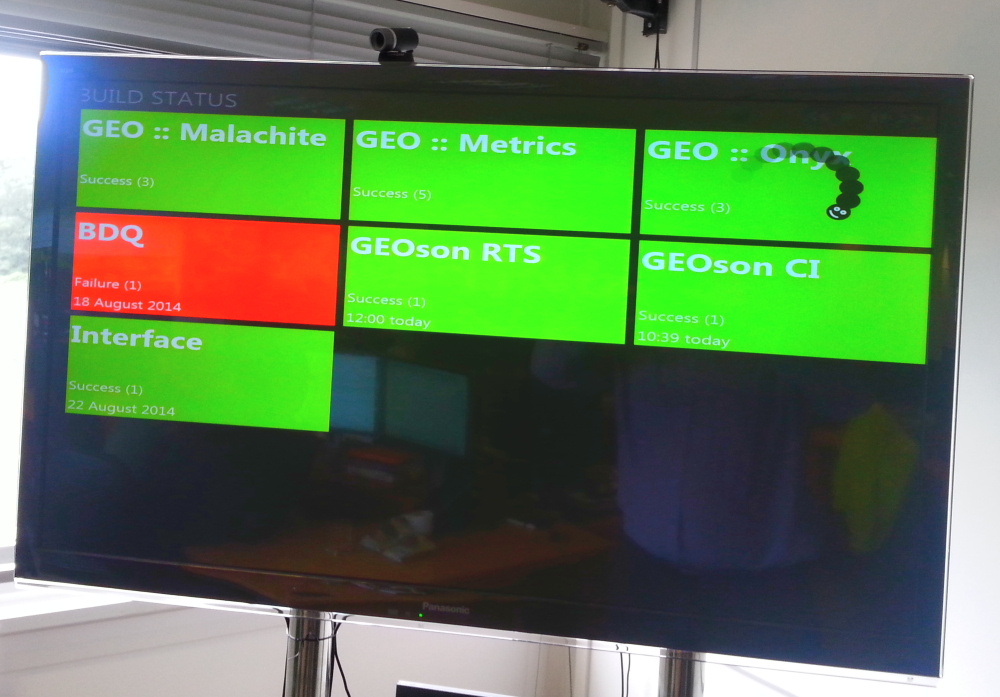 BUILD STATUS
GEO :: Malachite
Success (3)
GEO :: Metrics
Success (5)
GEO :: Onyx
Success (3)
BDQ
Failure (1)
18 August 2014
GEOson RTS
Success (1)
12:00 today
GEOson CI
Success (1)
10:39 today
Interface
Success (1)
22 August 2014
Panasonic